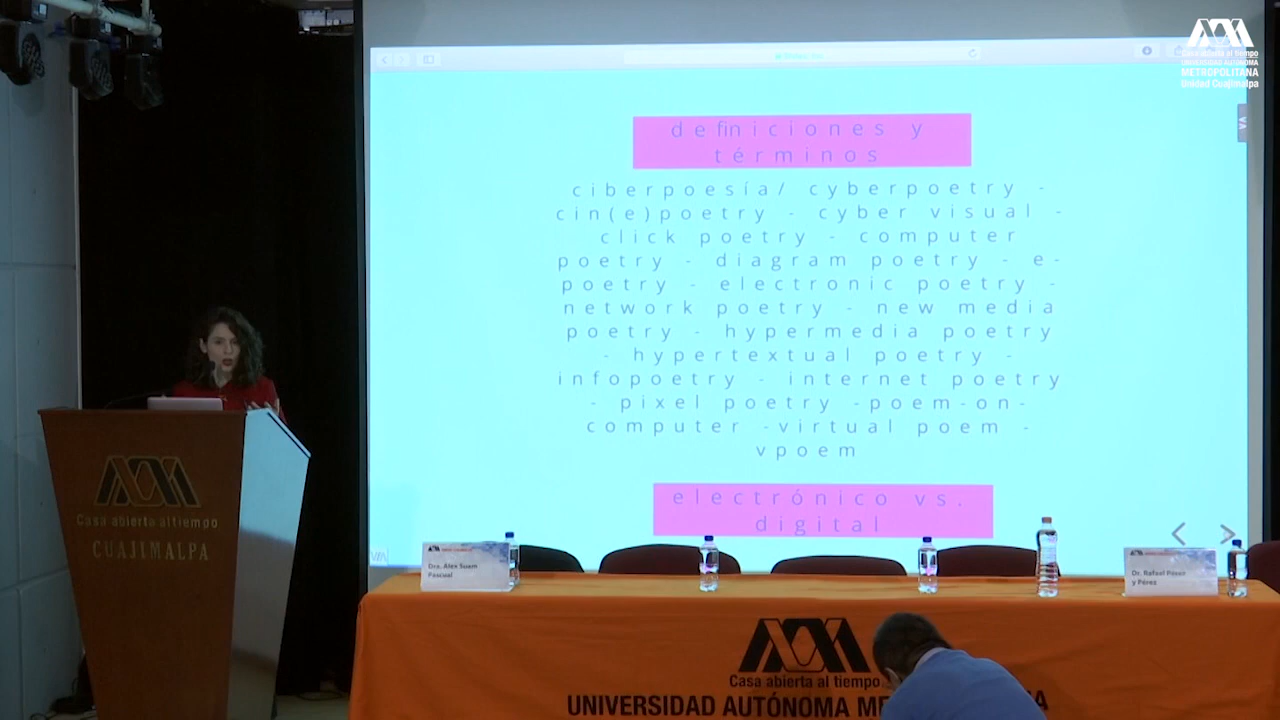 Casa abierta al tiempo
UNIVERSIDAD AUTÓNOMA
METROPOLITANA
Unidad Cuajimalpa
definiciones y
términos
ciberpoesía/ cyberpoetry -
cin(e)poetry - cyber visual -
click poetry - computer
poetry - diagram poetry - e-
poetry - electronic poetry -
network poetry - new media
poetry - hypermedia poetry
- hypertextual poetry -
infopoetry - internet poetry
- pixel poetry -poem-on-
computer -virtual poem -
vpoem
electrónico vs.
digital
Casa abierta al tiempo
CUAJIMALPA
Dra. Alex Suam
Pascual
Dr. Rafael
y Pérez
Casa abierta al tiempo
UNIVERSIDAD AUTÓNOMA